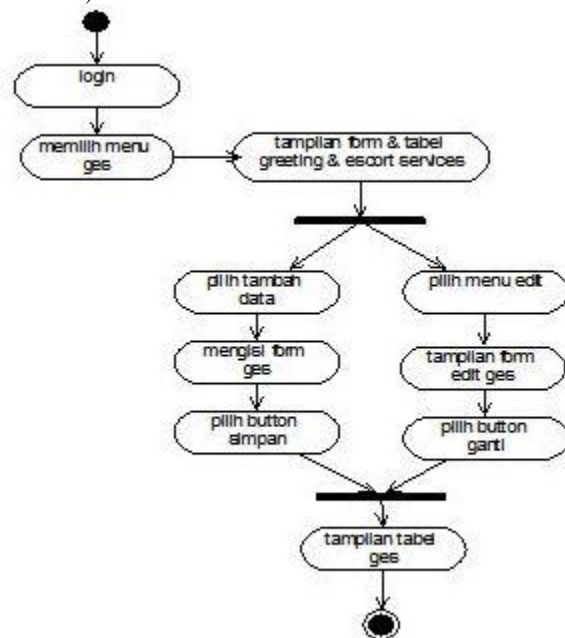 )
login
memilih menu
ges
tampilan form & tabel
greeting & escort services
pilih tambah
data
pilih menu edit
mengisi form
ges
tampilan form
edit ges
pilih button
simpan
pilih button
ganti
tampilan tabel
ges